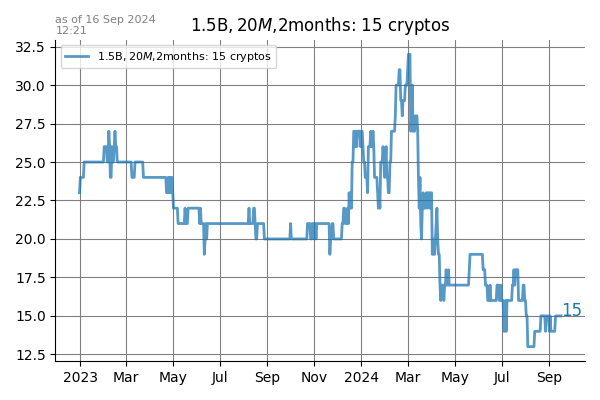 as of 16 Sep 2024
12:21
1.5B, 20M,2months: 15 cryptos
1.5B, 20M,2months: 15 cryptos
32.5
30.0
27.5
25.0
22.5
20.0
17.5
15.0
12.5
15
2023 Mar May Jul Sep Nov 2024 Mar May Jul Sep